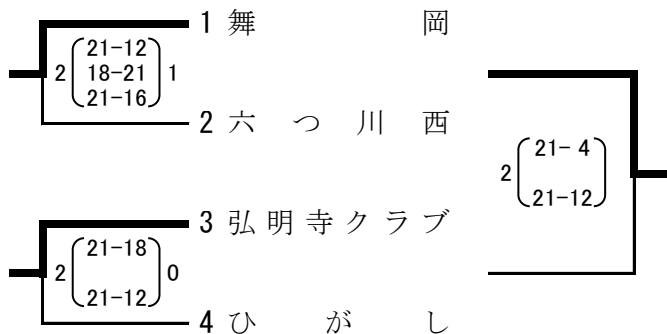 1 舞岡
2 ( 21-12 18-21 21-16 ) 1
2 六つ川西
2 ( 21- 4 21-12 )
3 弘明寺クラブ
2 ( 21-18 21-12 ) 0
4 ひがし